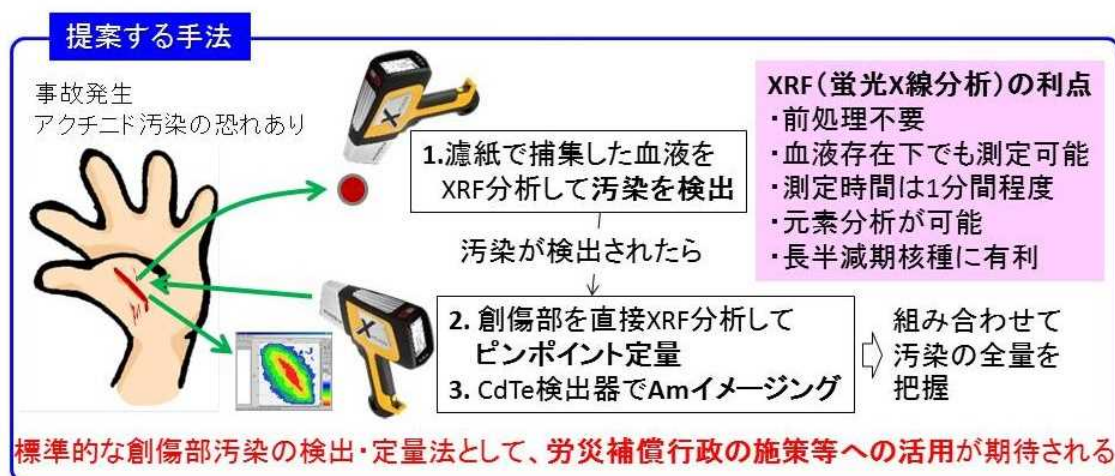 提案する手法
事故発生
アクチニド汚染の恐れあり
1.濾紙で捕集した血液を
XRF分析して汚染を検出
汚染が検出されたら
2. 創傷部を直接XRF分析して
ピンポイント定量
3. CdTe検出器でAmイメージング
組み合わせて
汚染の全量を
把握
XRF(蛍光X線分析)の利点
・前処理不要
・血液存在下でも測定可能
・測定時間は1分間程度
・元素分析が可能
・長半減期核種に有利
標準的な創傷部汚染の検出・定量法として、労災補償行政の施策等への活用が期待される